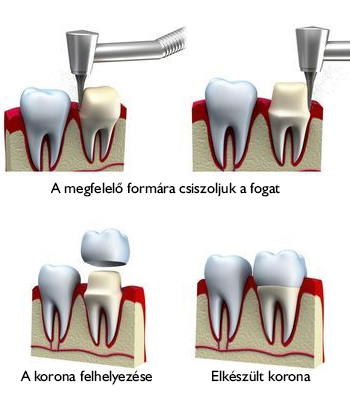 A megfelelő formára csiszoljuk a fogat
A korona felhelyezése
Elkészült korona